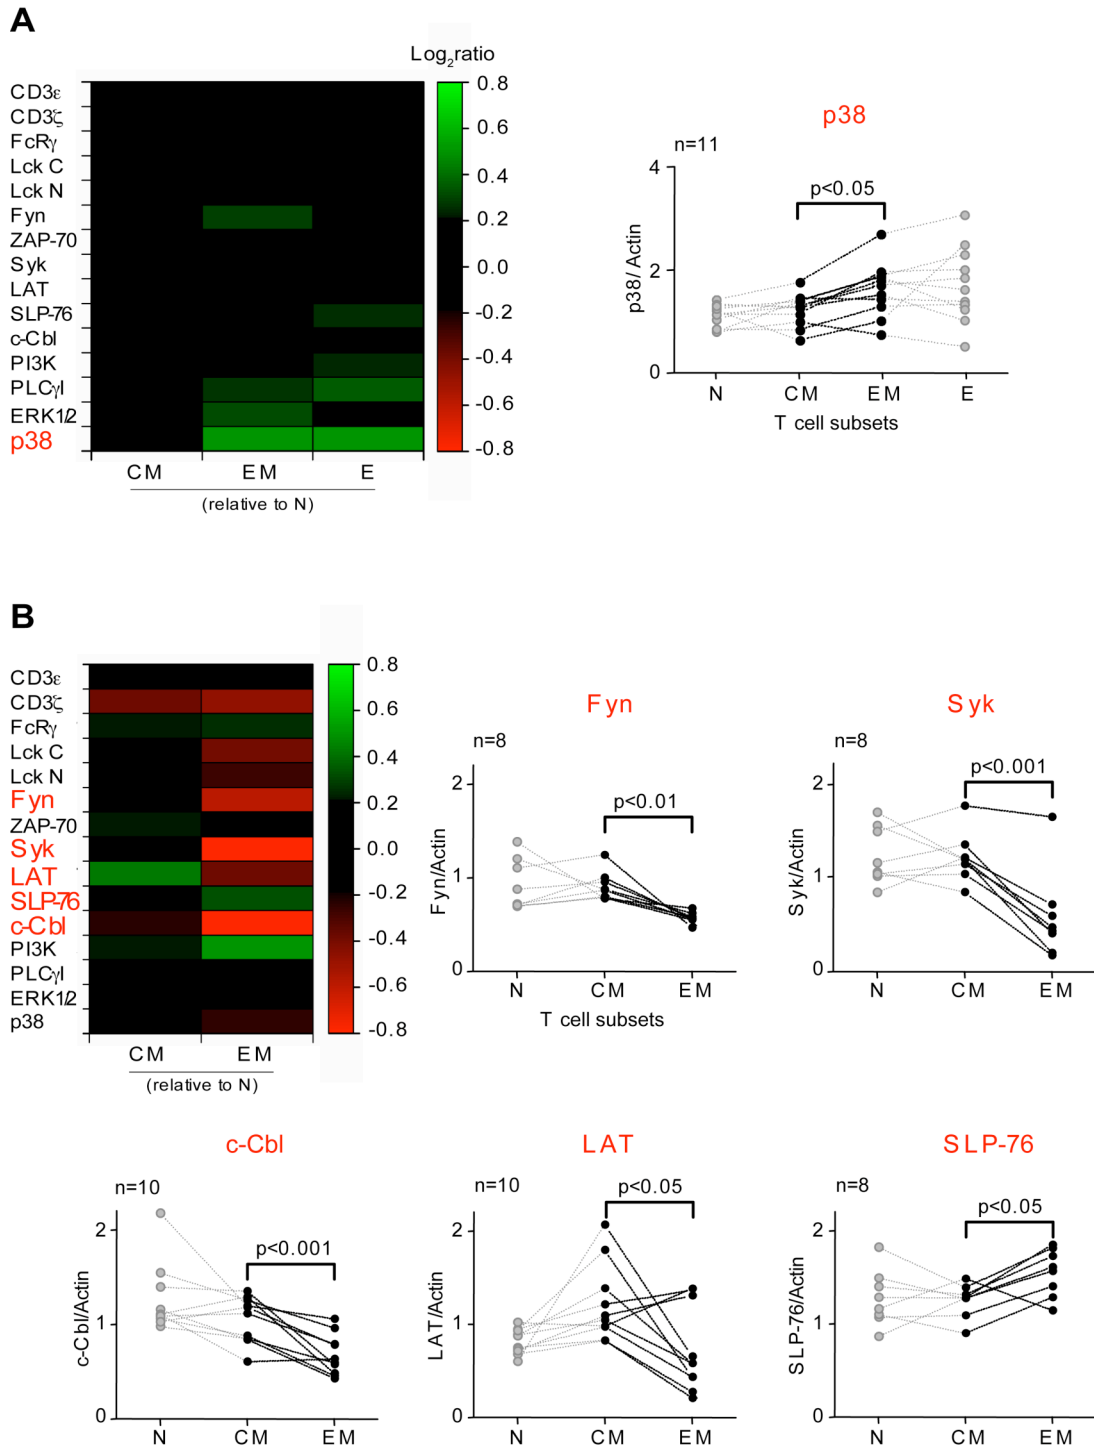 A
Log2ratio
CD3ε
CD3ζ
FcRγ
Lck C
Lck N
Fyn
ZAP-70
Syk
LAT
SLP-76
c-Cbl
PI3K
PLCγI
ERK1/2
p38
0.8
0.6
0.4
0.2
0.0
-0.2
-0.4
-0.6
-0.8
CM EM E
(relative to N)
p38
n=11
p<0.05
4
2
0
p38/ Actin
N CM EM E
T cell subsets
B
CD3ε
CD3ζ
FcRγ
Lck C
Lck N
Fyn
ZAP-70
Syk
LAT
SLP-76
c-Cbl
PI3K
PLCγI
ERK1/2
p38
0.8
0.6
0.4
0.2
0.0
-0.2
-0.4
-0.6
-0.8
CM EM
(relative to N)
Fyn
n=8
p<0.01
2
1
0
Fyn/Actin
N CM EM
T cell subsets
Syk
n=8
p<0.001
2
1
0
Syk/Actin
N CM EM
c-Cbl
n=10
p<0.001
2
1
0
c-Cbl/Actin
N CM EM
LAT
n=10
p<0.05
2
1
0
LAT/Actin
N CM EM
SLP-76
n=8
p<0.05
2
1
0
SLP-76/Actin
N CM EM